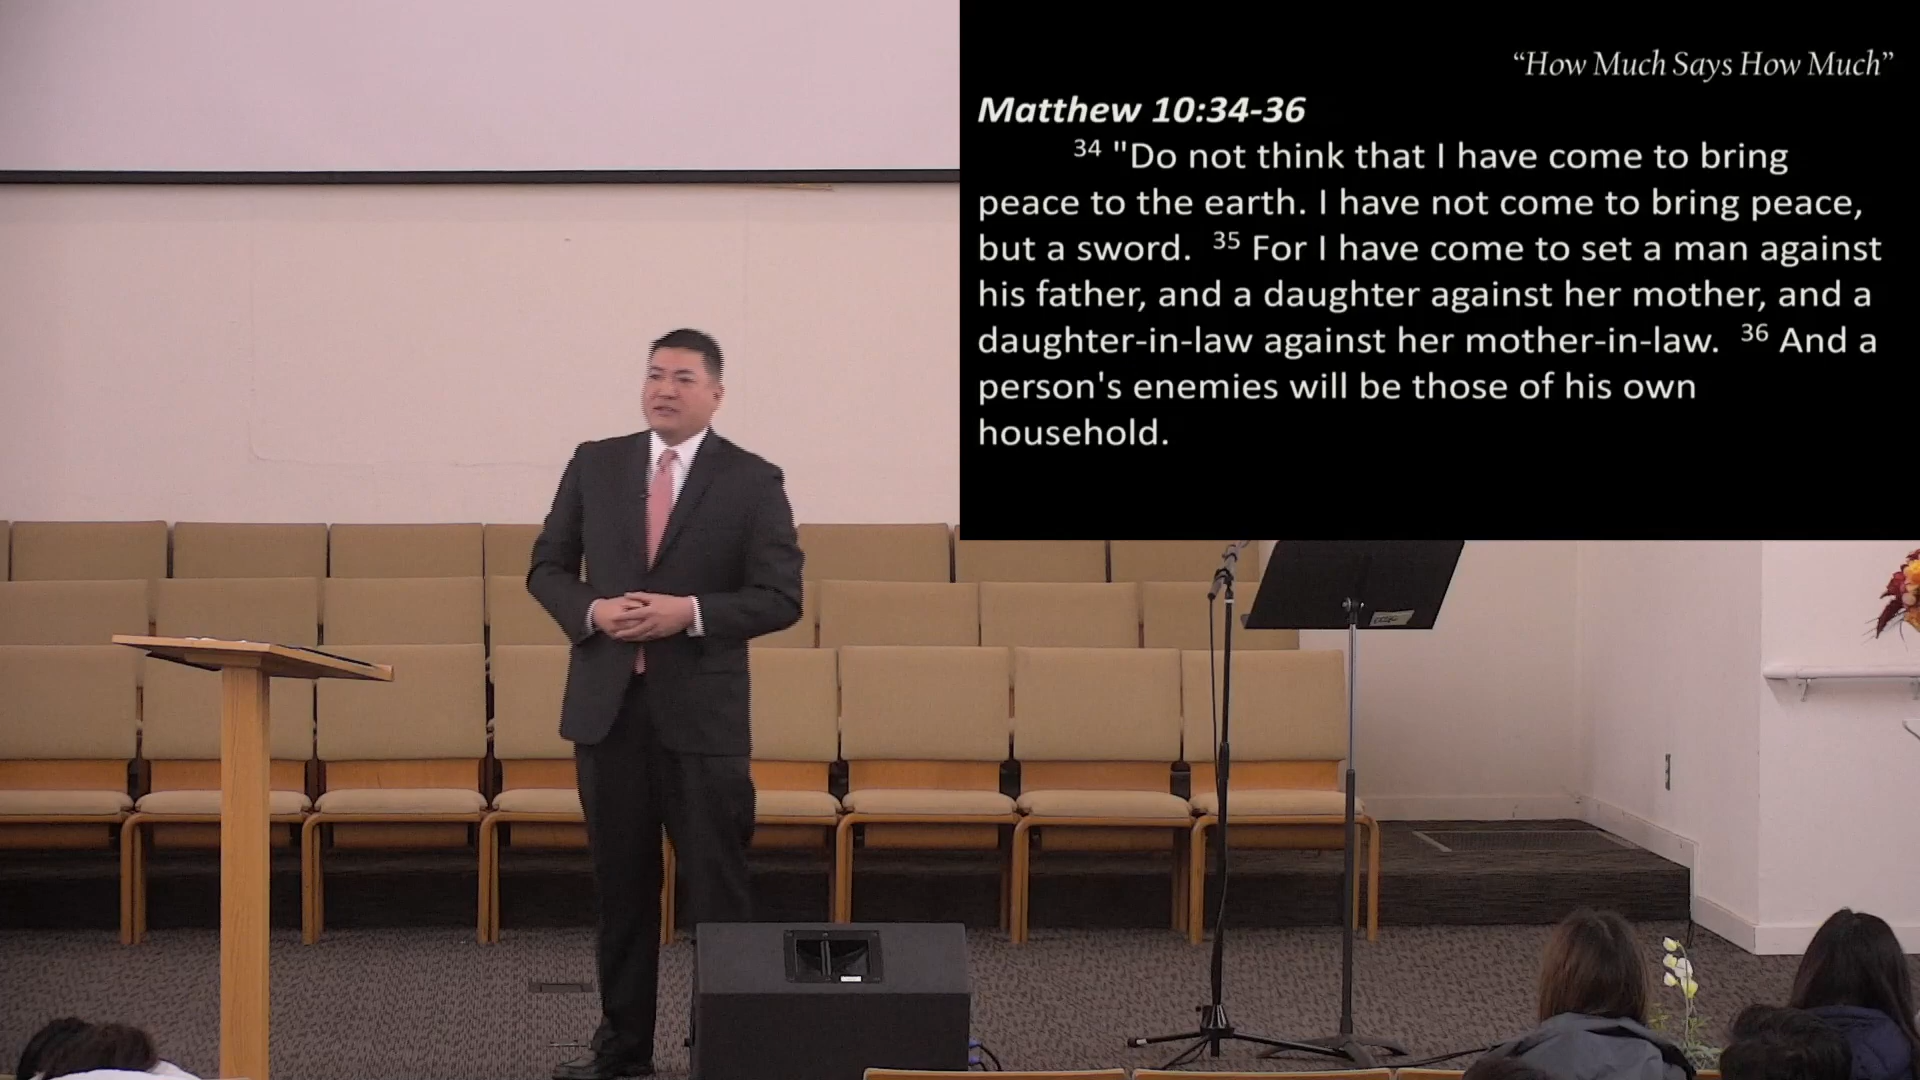 “How Much Says How Much”
Matthew 10:34-36
34 "Do not think that I have come to bring
peace to the earth. I have not come to bring peace,
but a sword. 35 For I have come to set a man against
his father, and a daughter against her mother, and a
daughter-in-law against her mother-in-law. 36 And a
person's enemies will be those of his own
household.